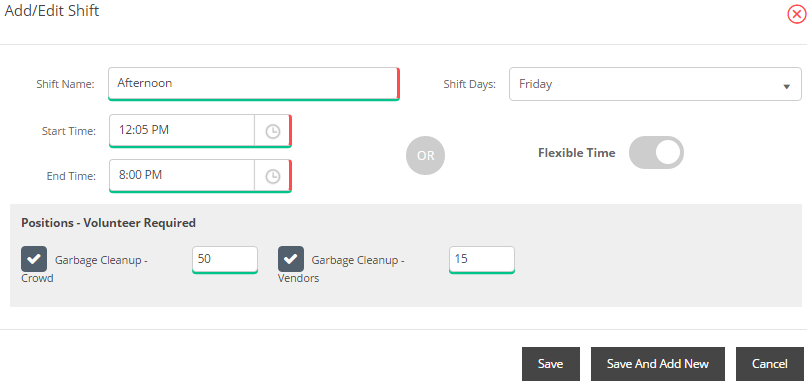 Add/Edit Shift
Shift Name: Afternoon Shift Days: Friday
Start Time: 12:05 PM
OR Flexible Time
End Time: 8:00 PM
Positions - Volunteer Required
Garbage Cleanup - 50 Garbage Cleanup - 15
Crowd Vendors
Save Save And Add New Cancel